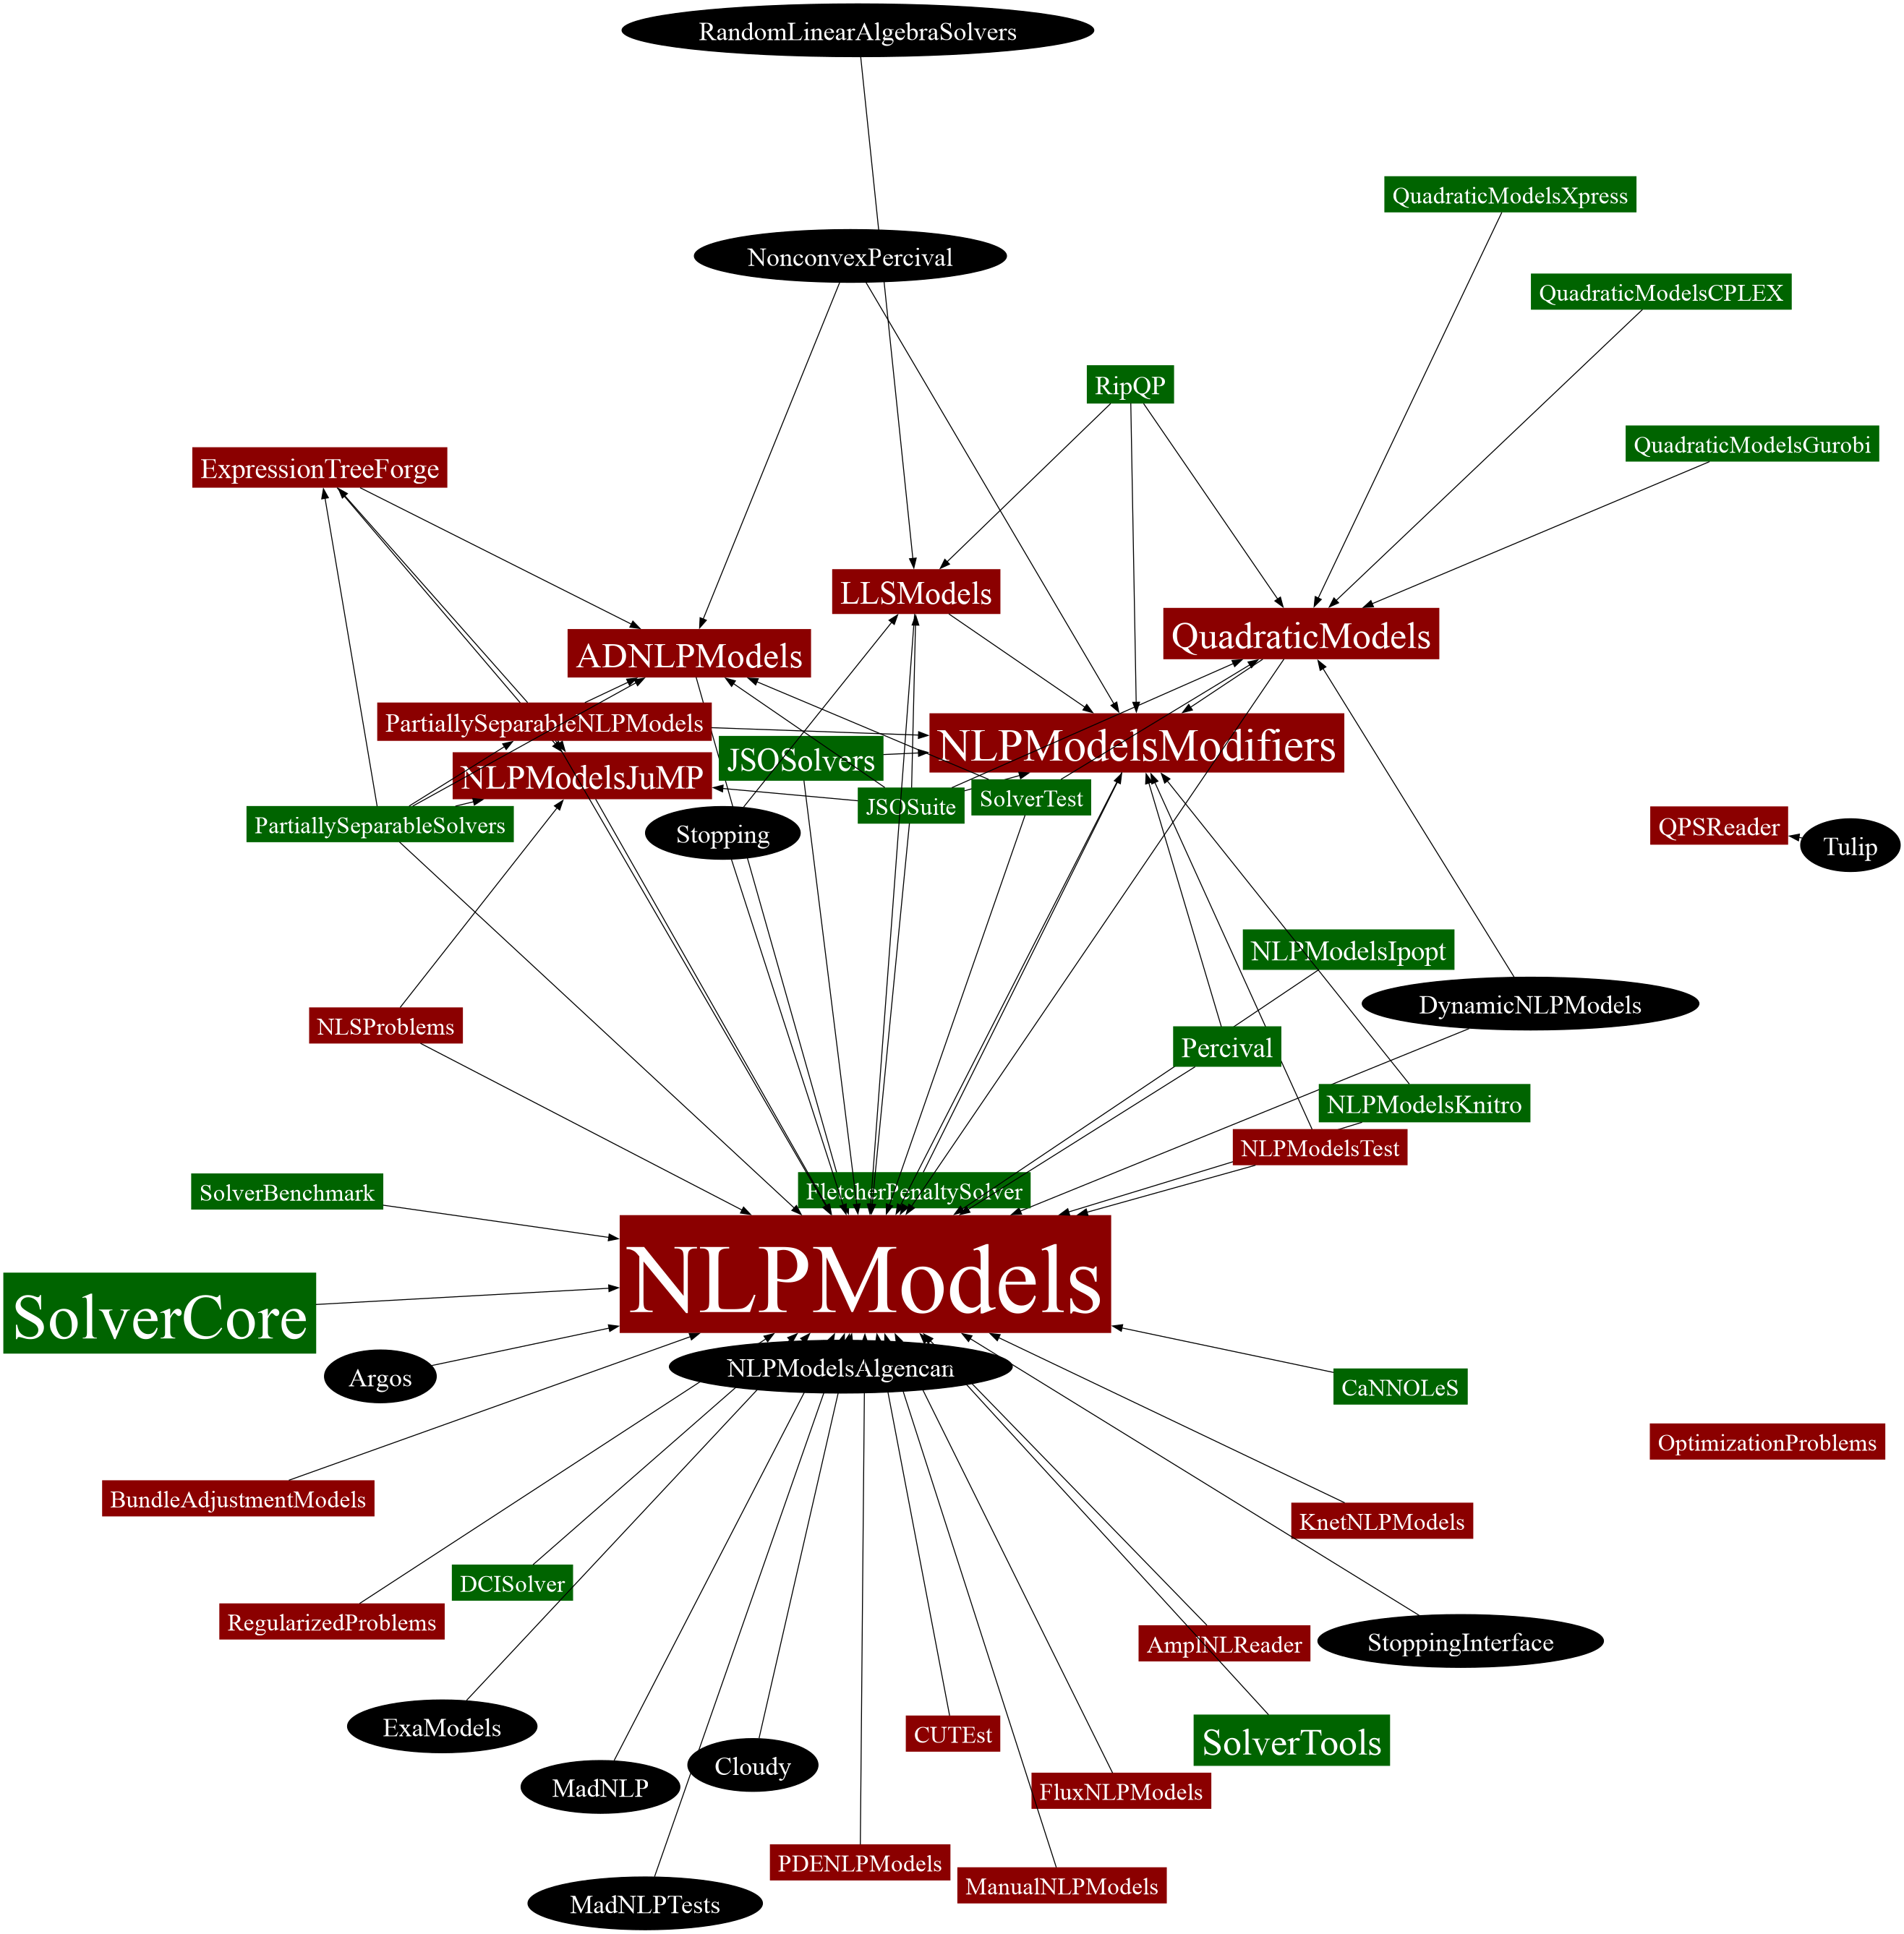 RandomLinearAlgebraSolvers
QuadraticModelsXpress
NonconvexPercival
QuadraticModelsCPLEX
RipQP
QuadraticModelsGurobi
ExpressionTreeForge
LLSModels
QuadraticModels
ADNLPModels
PartiallySeparableNLPModels
NLPModelsModifiers
JSOSolvers
NLPModelsJuMP
SolverTest
JSOSuite
PartiallySeparableSolvers
QPSReader
Stopping
Tulip
NLPModelsIpopt
DynamicNLPModels
NLSProblems
Percival
NLPModelsKnitro
NLPModelsTest
SolverBenchmark
FletcherPenaltySolver
NLPModels
SolverCore
NLPModelsAlgencan
Argos
CaNNOLeS
OptimizationProblems
BundleAdjustmentModels
KnetNLPModels
DCISolver
RegularizedProblems
AmplNLReader
StoppingInterface
ExaModels
CUTEst
SolverTools
Cloudy
MadNLP
FluxNLPModels
PDENLPModels
ManualNLPModels
MadNLPTests